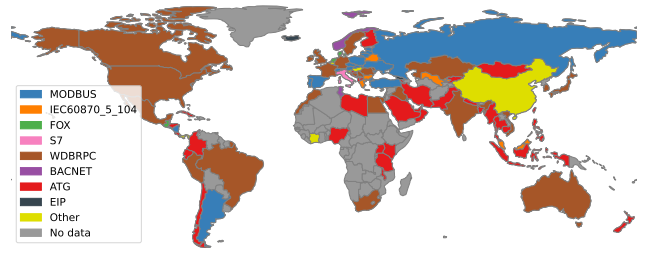 MODBUS
IEC60870_5_104
FOX
S7
WDBRPC
BACNET
ATG
EIP
Other
No data